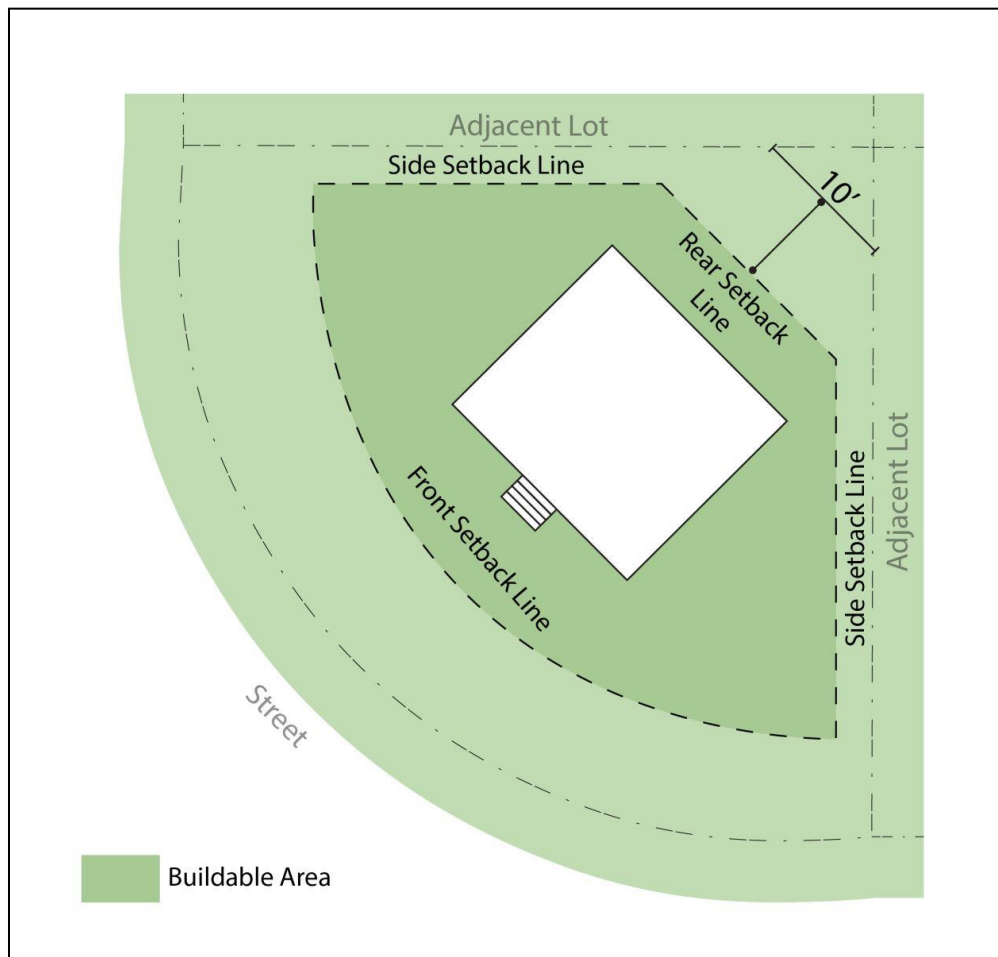 Adjacent Lot
Side Setback Line
10’
Rear Setback
Line
Adjacent Lot
Side Setback Line
Front Setback Line
Street
Buildable Area